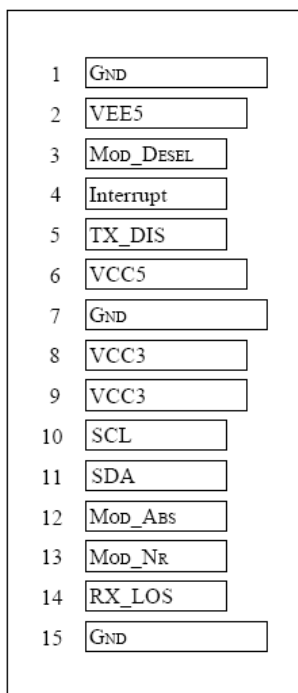 1 GND
2 VEE5
3 MOD_DESEL
4 Interrupt
5 TX_DIS
6 VCC5
7 GND
8 VCC3
9 VCC3
10 SCL
11 SDA
12 MOD_ABS
13 MOD_NR
14 RX_LOS
15 GND